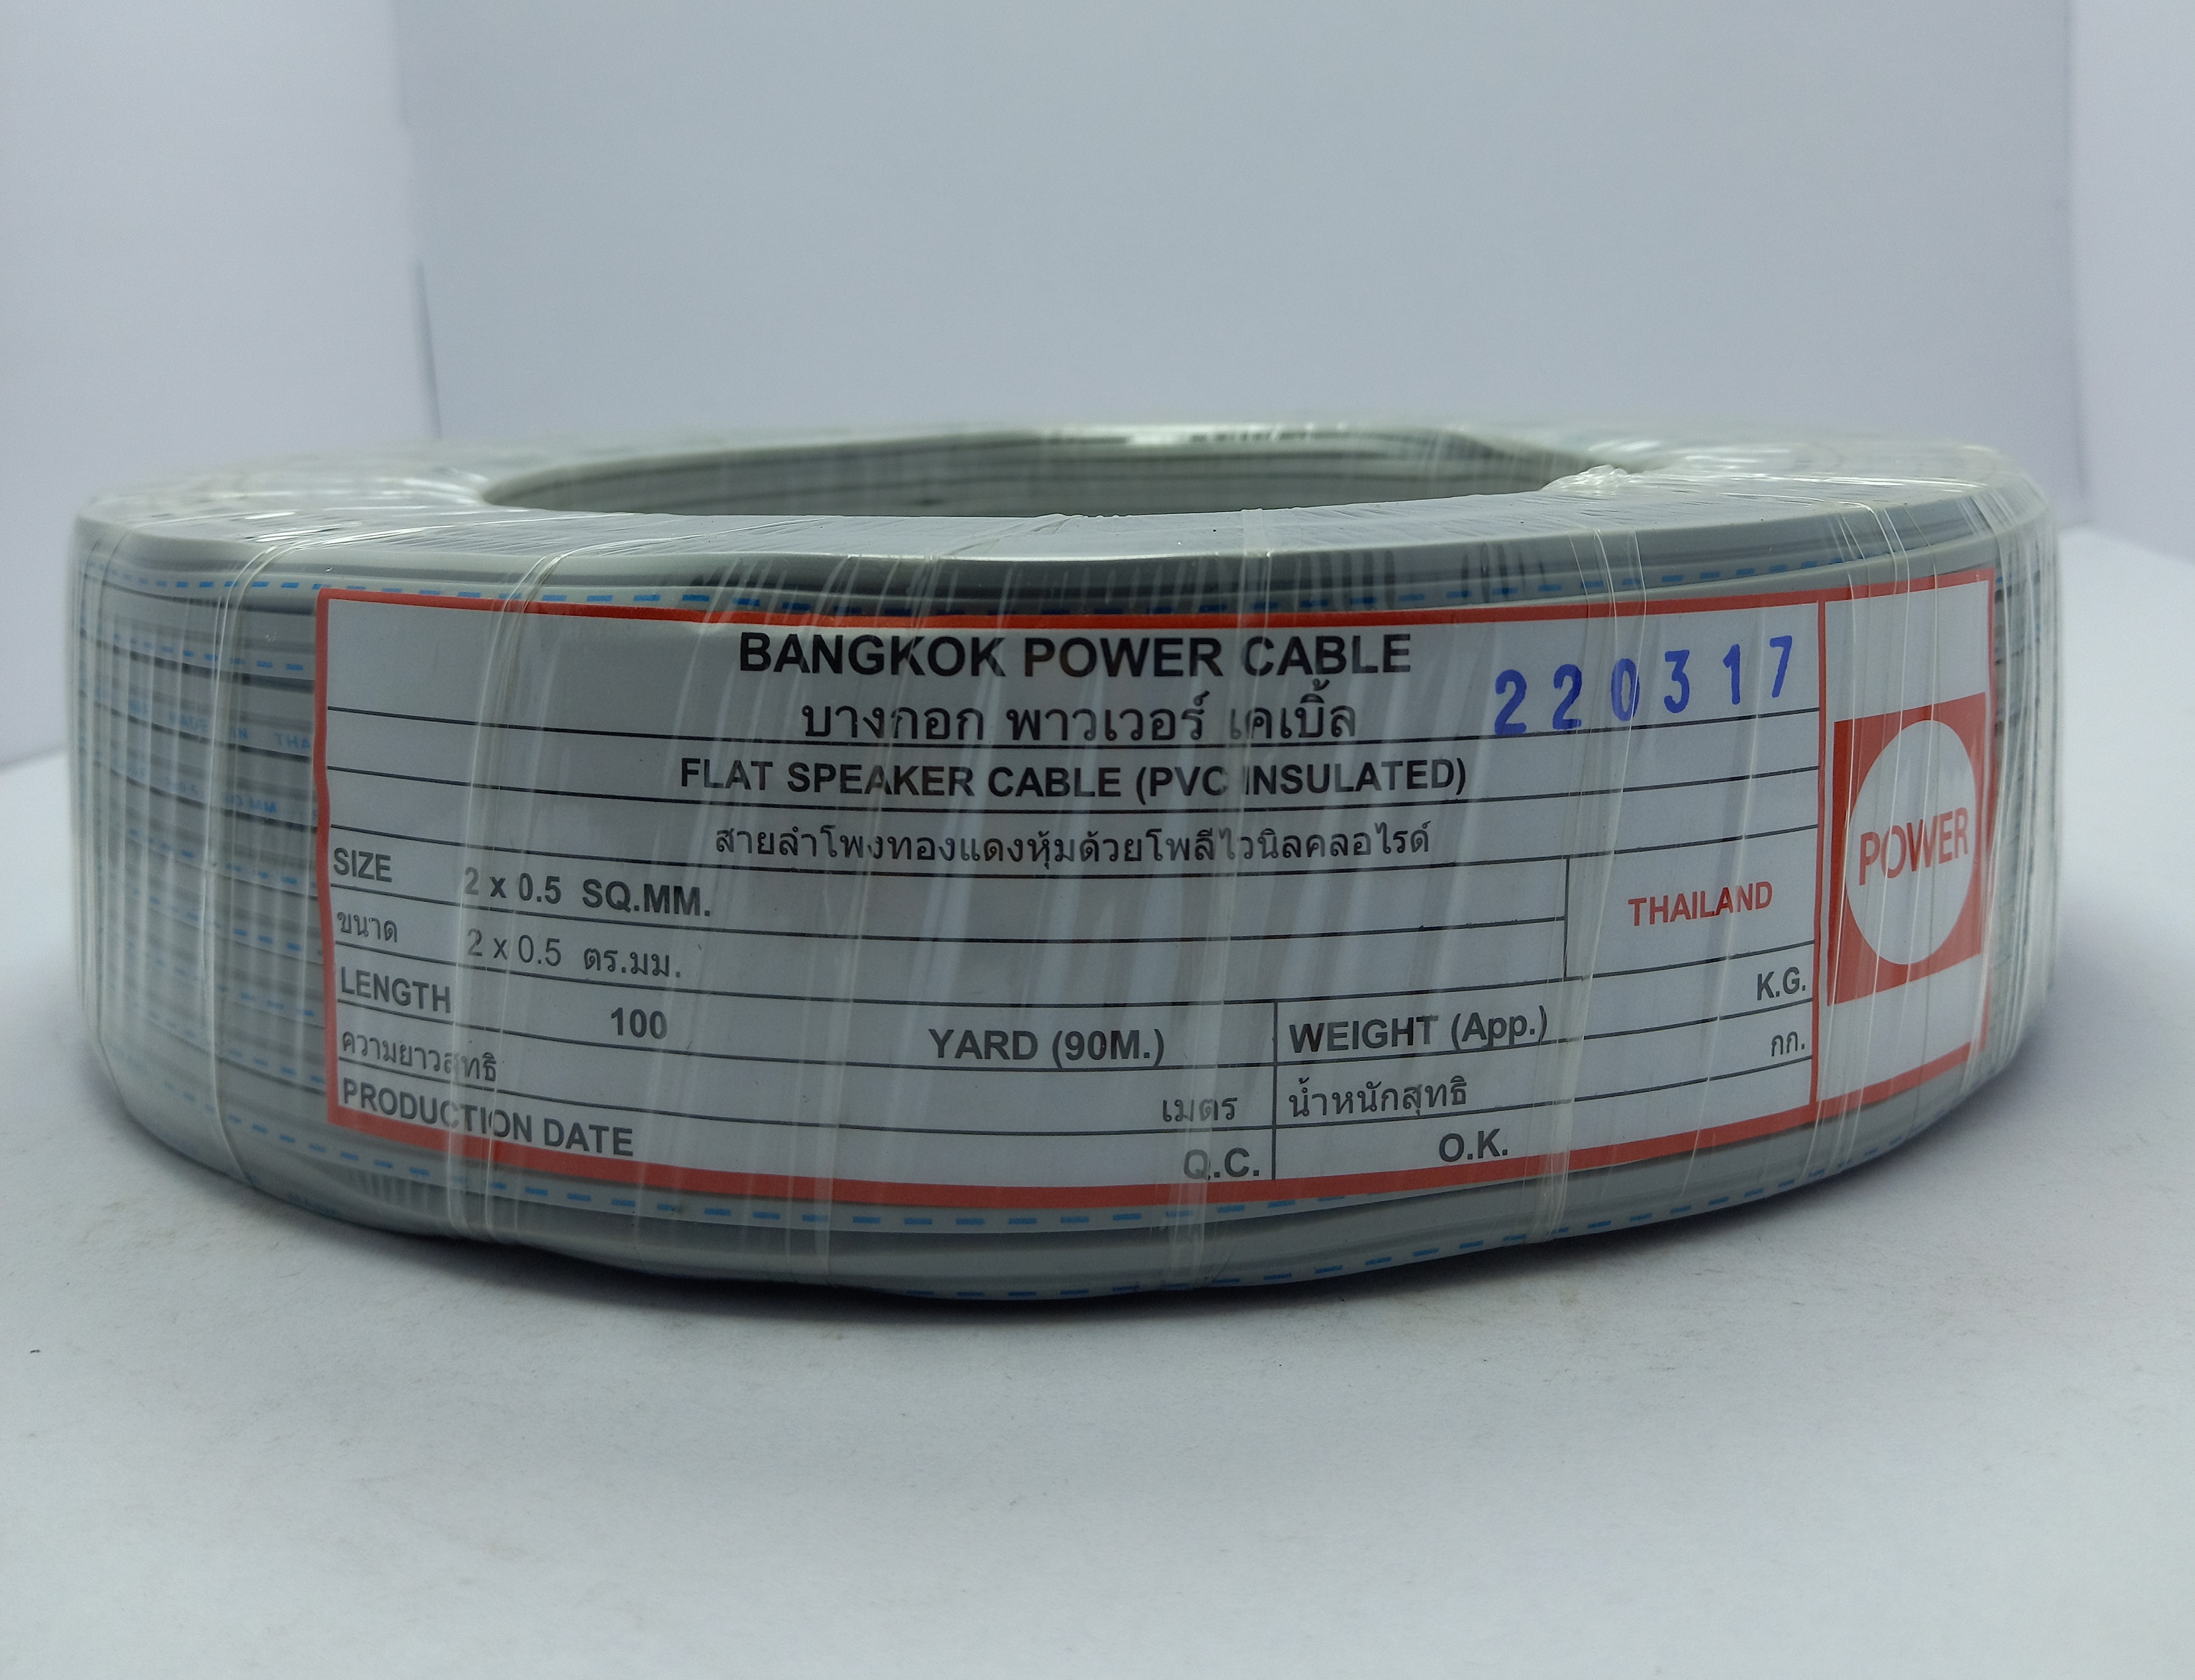 BANGKOK POWER CABLE
บางกอก พาวเวอร์ เคเบิ้ล
220317
FLAT SPEAKER CABLE (PVC INSULATED)
สายลำโพงทองแดงหุ้มด้วยโพลีไวนิลคลอไรด์
SIZE 2 x 0.5 SQ.MM.
ขนาด 2 x 0.5 ตร.มม.
THAILAND
POWER
LENGTH 100 YARD (90M.) WEIGHT (App.) K.G.
ความยาวสุทธิ เมตร น้ำหนักสุทธิ กก.
PRODUCTION DATE Q.C. O.K.